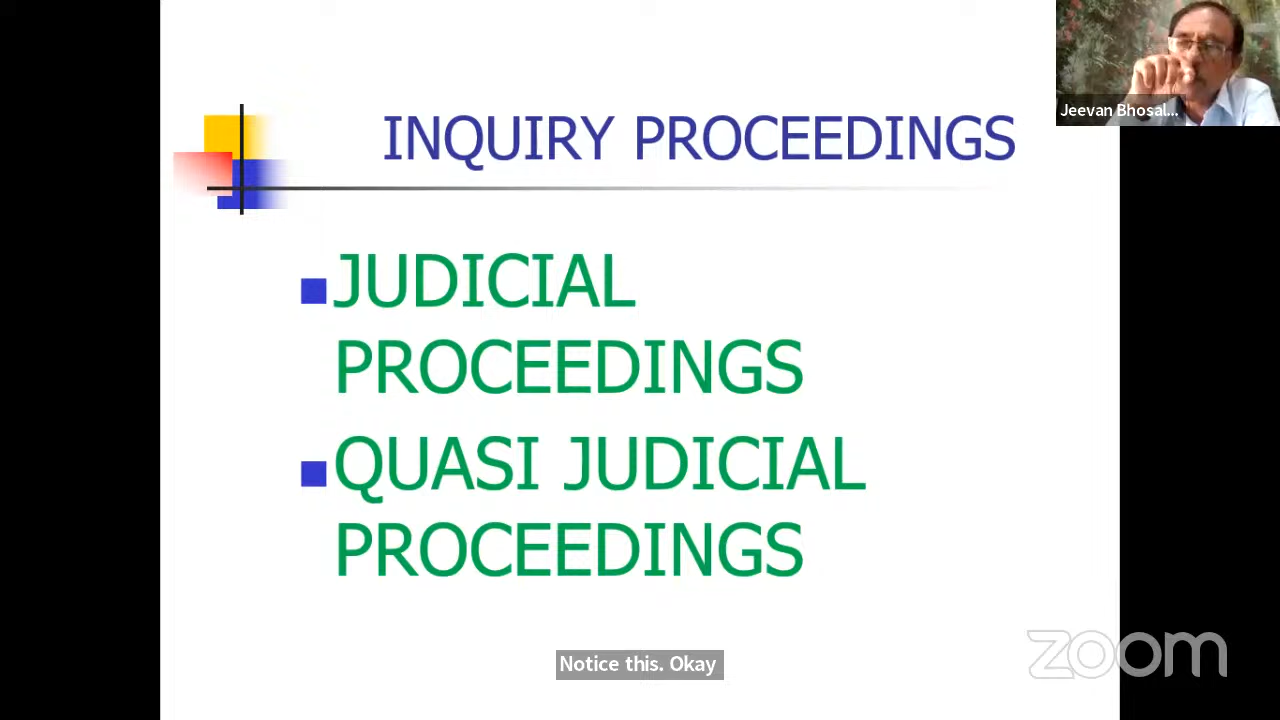 Jeevan Bhosal...
INQUIRY PROCEEDINGS
JUDICIAL
PROCEEDINGS
QUASI JUDICIAL
PROCEEDINGS
Notice this. Okay
zoom